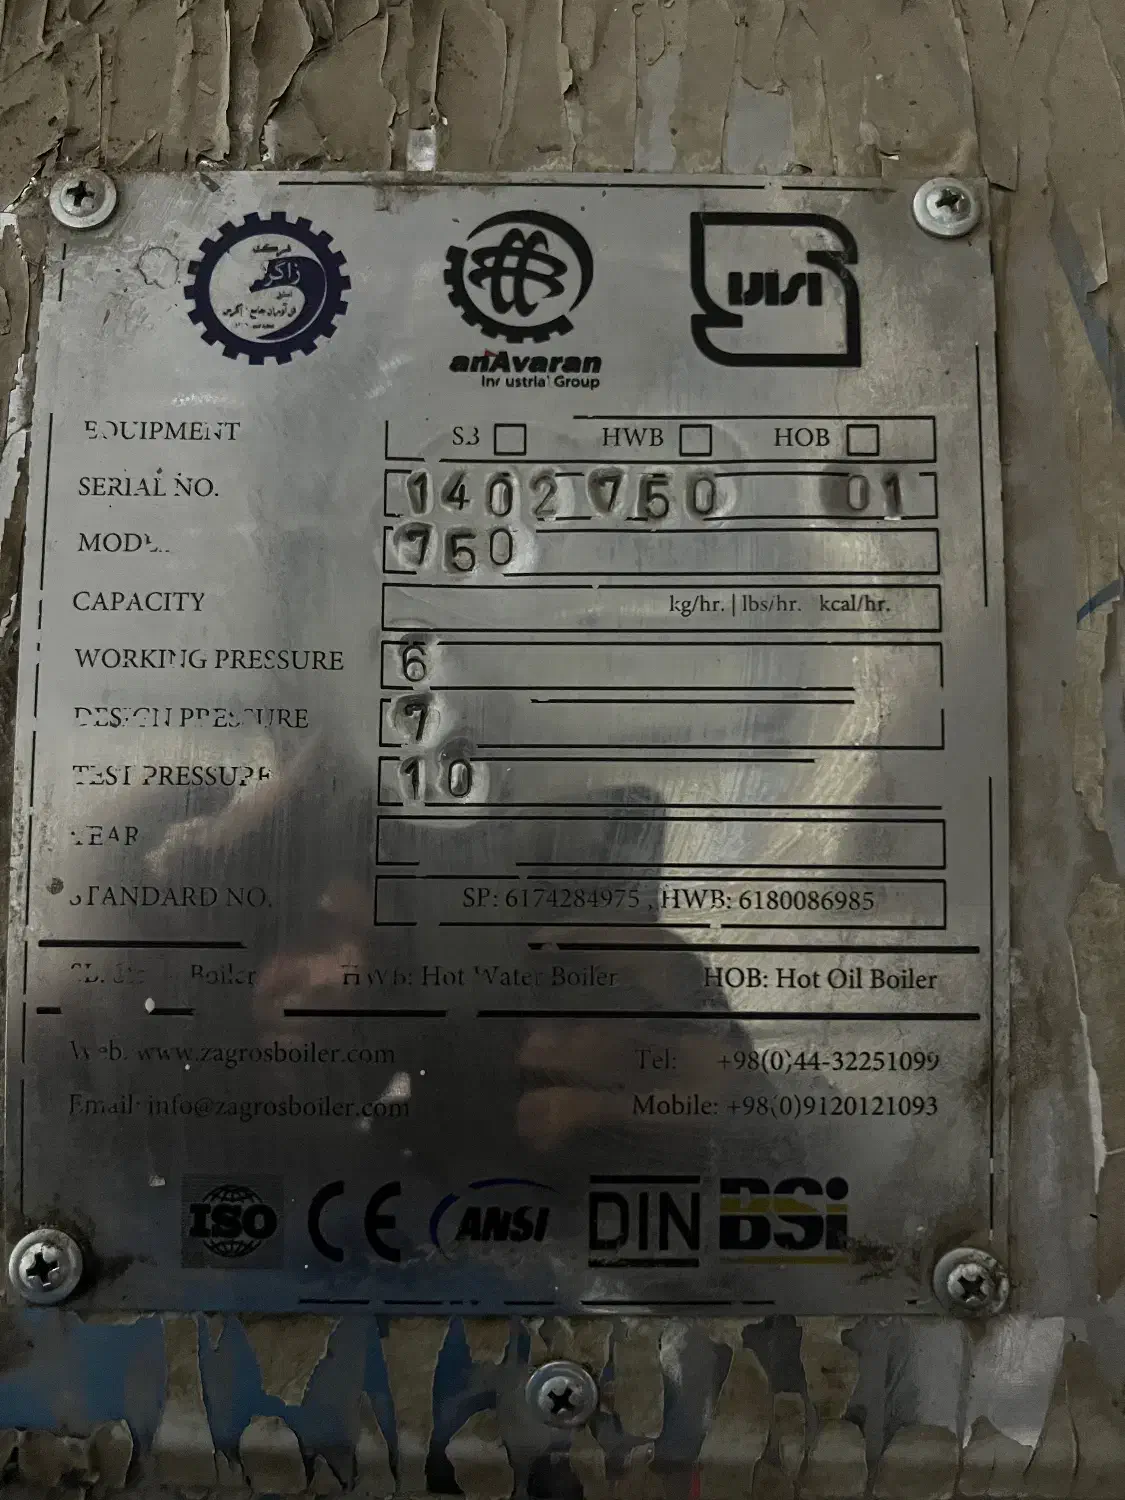 شرکت
زاگرس
anAvaran
Industrial Group
EQUIPMENT SB HWB HOB
SERIAL NO. 1402 750 01
MODEL 750
CAPACITY kg/hr. | lbs/hr. kcal/hr.
WORKING PRESSURE 6
DESIGN PRESSURE 7
TEST PRESSURE 10
YEAR
STANDARD NO. SP: 6174284975 , HWB: 6180086985
Boiler HWB: Hot Water Boiler HOB: Hot Oil Boiler
Web: www.zagrosboiler.com Tel: +98(0)44-32251099
Email: info@zagrosboiler.com Mobile: +98(0)9120121093
ISO CE ANSI DIN BSi